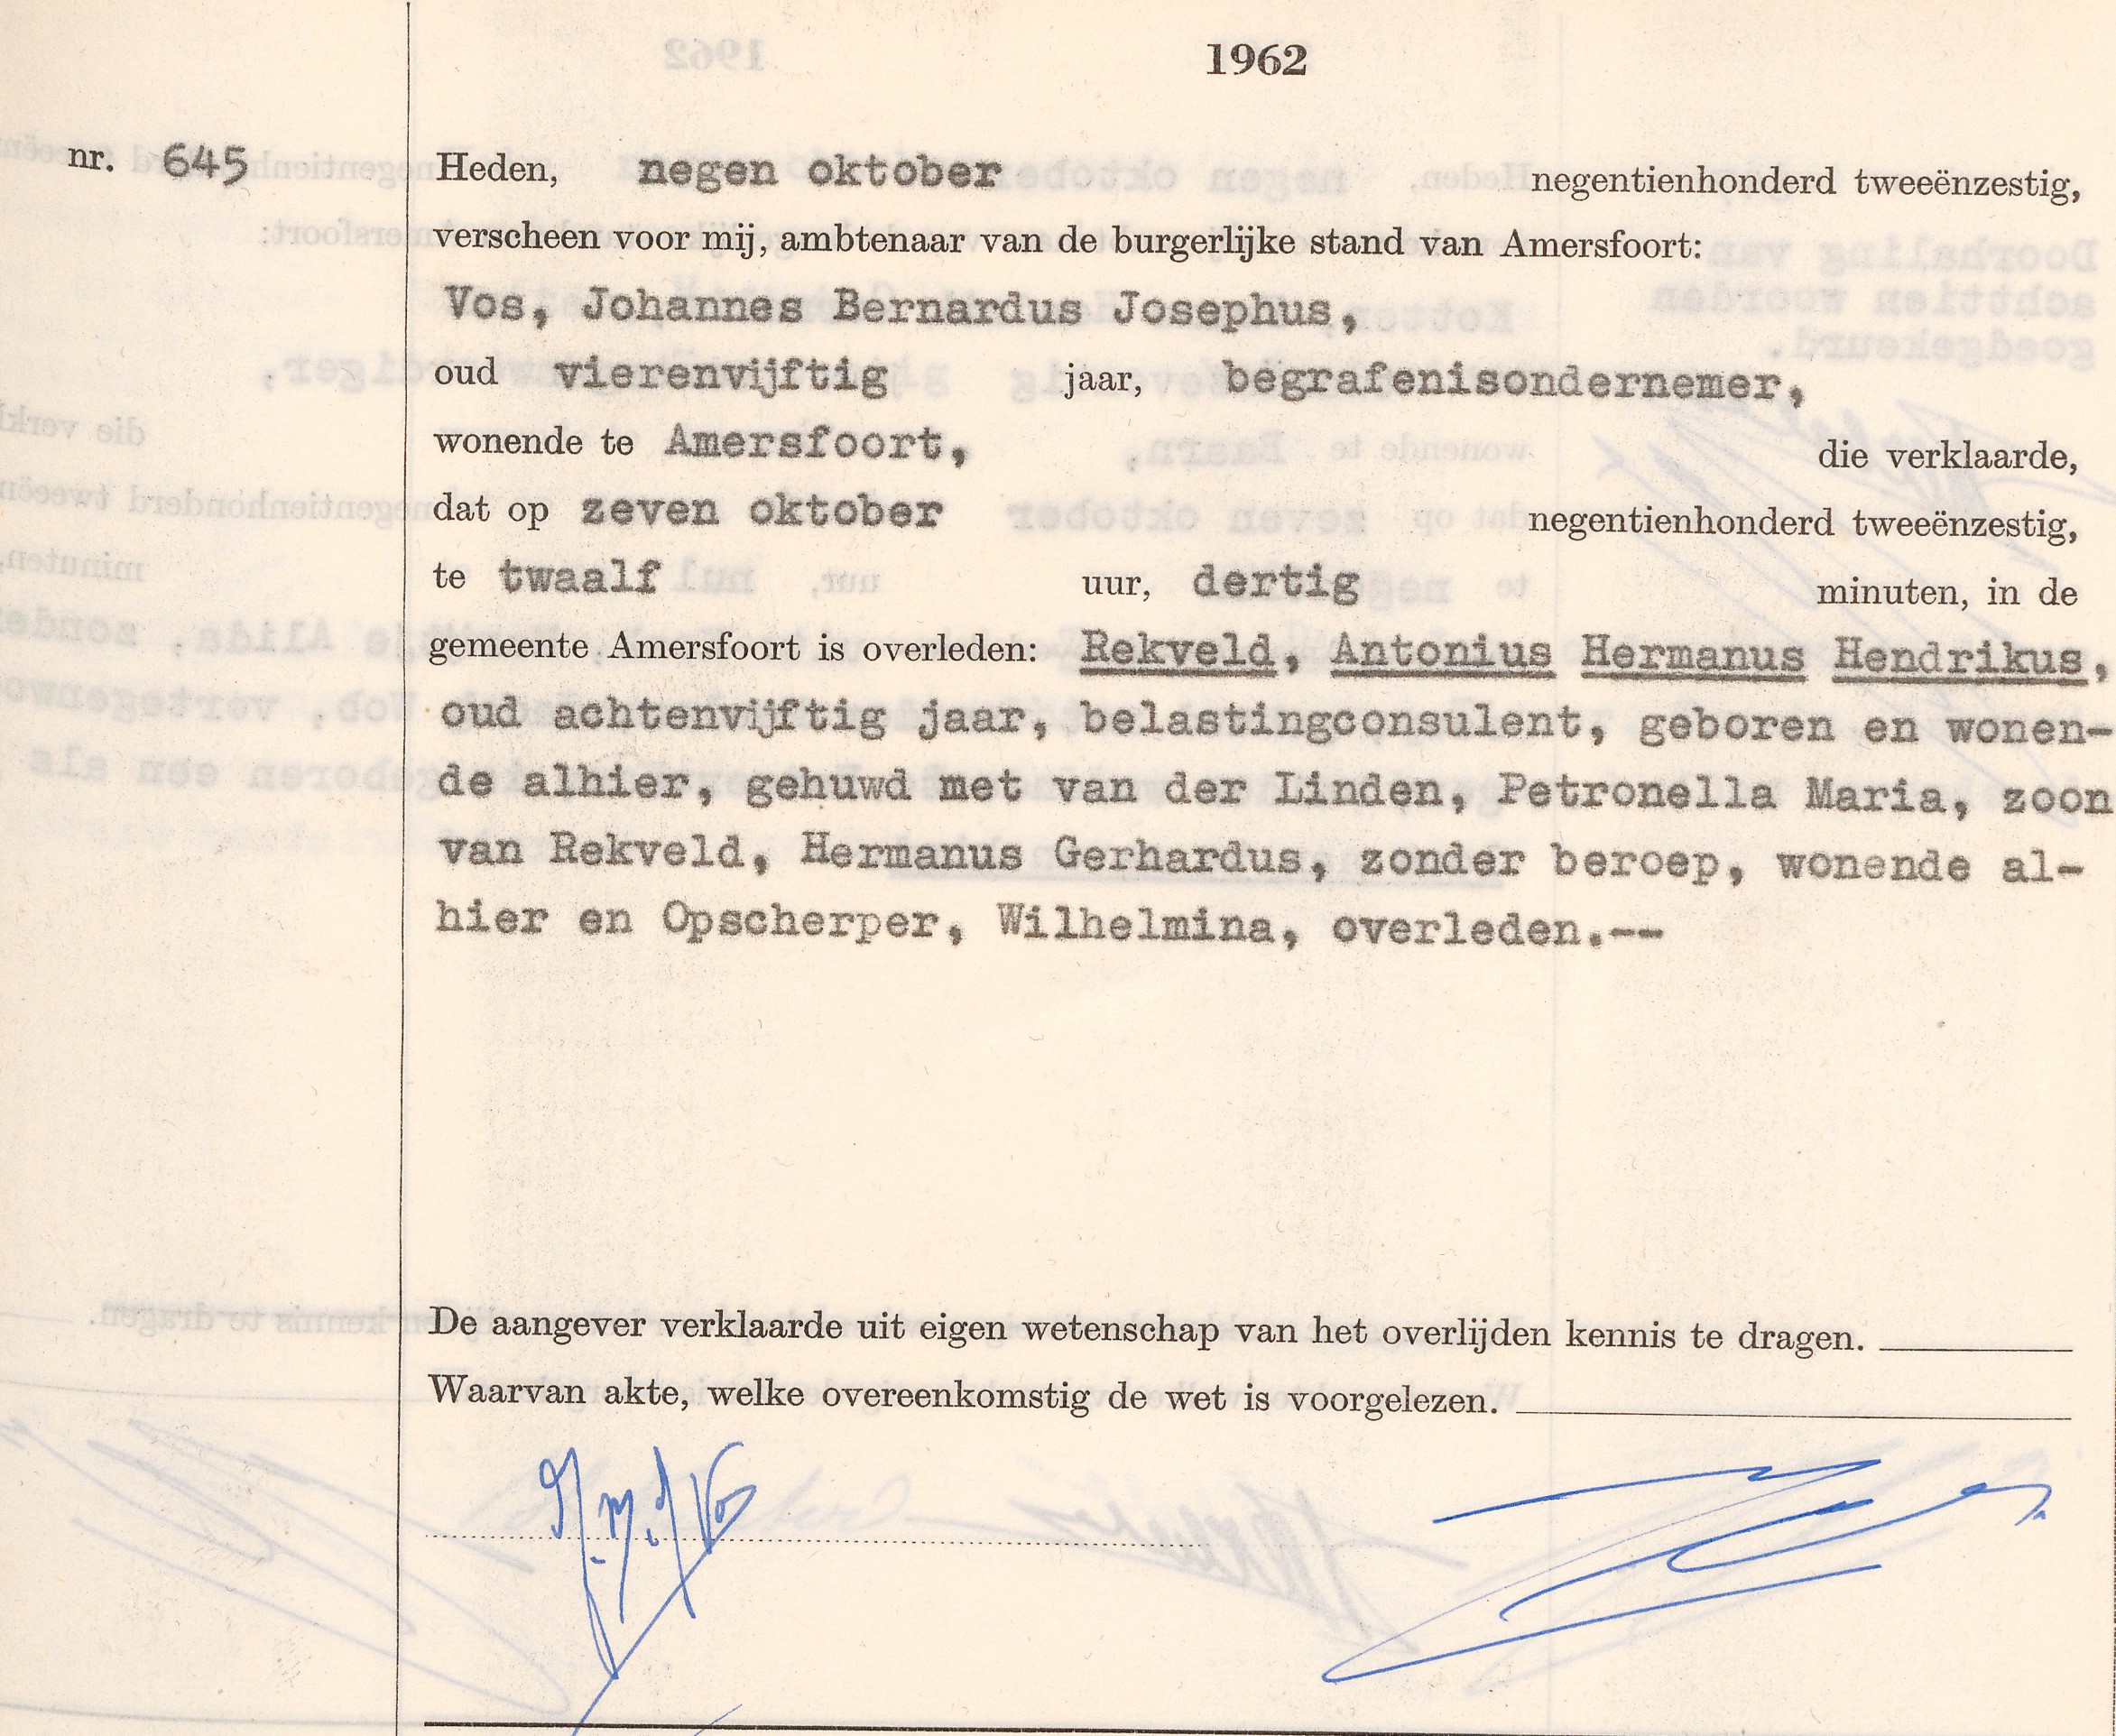 1962
nr. 645
Heden, negen oktober negentienhonderd tweeënzestig,
verscheen voor mij, ambtenaar van de burgerlijke stand van Amersfoort:
Vos, Johannes Bernardus Josephus,
oud vierenvijftig jaar, begrafenisondernemer,
wonende te Amersfoort, die verklaarde,
dat op zeven oktober negentienhonderd tweeënzestig,
te twaalf uur, dertig minuten, in de
gemeente Amersfoort is overleden: Rekveld, Antonius Hermanus Hendrikus,
oud achtenvijftig jaar, belastingconsulent, geboren en wonen-
de alhier, gehuwd met van der Linden, Petronella Maria, zoon
van Rekveld, Hermanus Gerhardus, zonder beroep, wonende al-
hier en Opscherper, Wilhelmina, overleden.--
De aangever verklaarde uit eigen wetenschap van het overlijden kennis te dragen.
Waarvan akte, welke overeenkomstig de wet is voorgelezen.
Vos